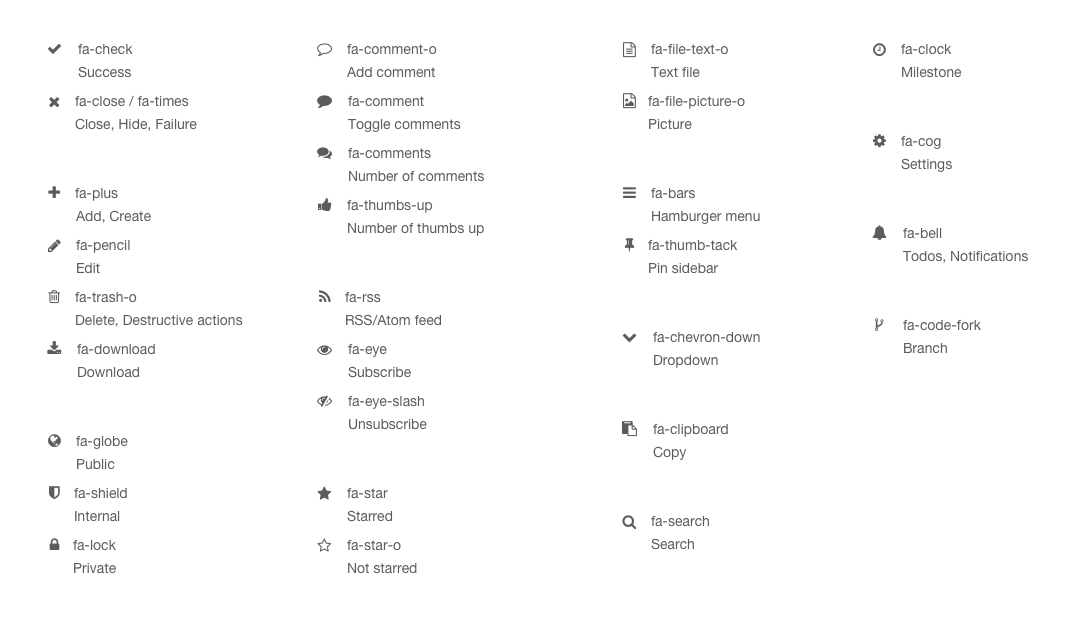 fa-check
Success
fa-close / fa-times
Close, Hide, Failure
fa-plus
Add, Create
fa-pencil
Edit
fa-trash-o
Delete, Destructive actions
fa-download
Download
fa-globe
Public
fa-shield
Internal
fa-lock
Private
fa-comment-o
Add comment
fa-comment
Toggle comments
fa-comments
Number of comments
fa-thumbs-up
Number of thumbs up
fa-rss
RSS/Atom feed
fa-eye
Subscribe
fa-eye-slash
Unsubscribe
fa-star
Starred
fa-star-o
Not starred
fa-file-text-o
Text file
fa-file-picture-o
Picture
fa-bars
Hamburger menu
fa-thumb-tack
Pin sidebar
fa-chevron-down
Dropdown
fa-clipboard
Copy
fa-search
Search
fa-clock
Milestone
fa-cog
Settings
fa-bell
Todos, Notifications
fa-code-fork
Branch